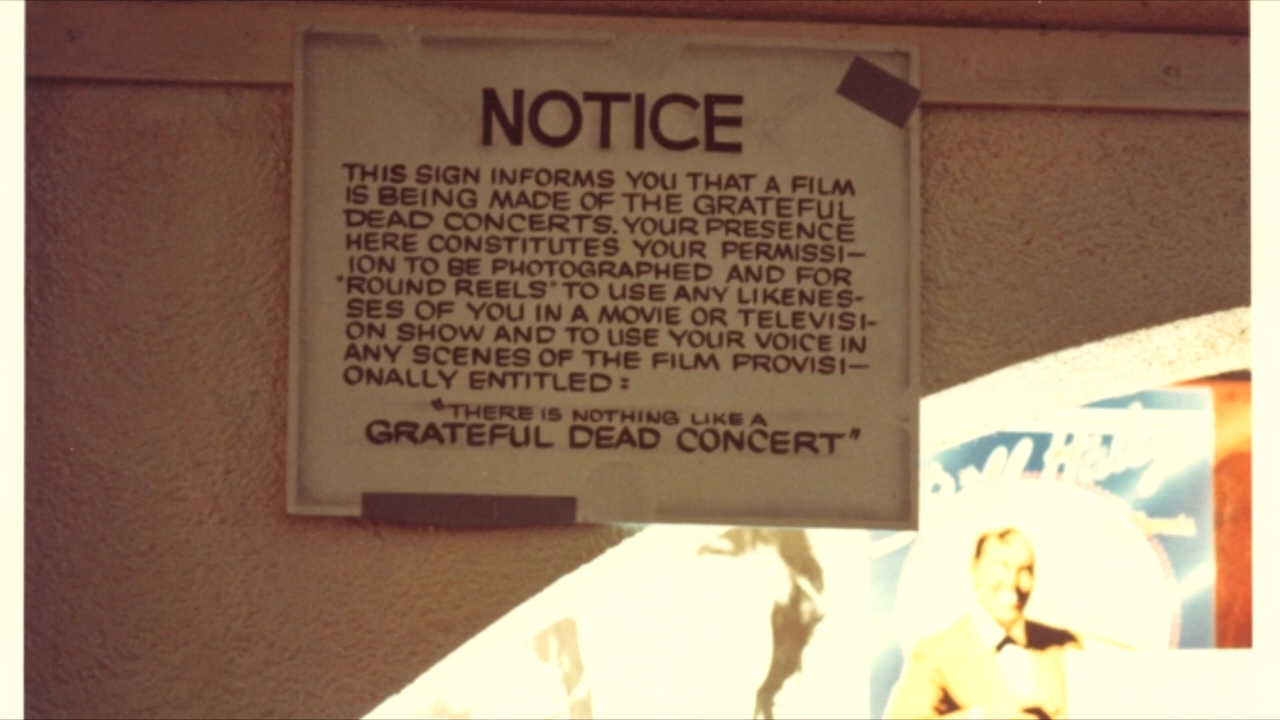 NOTICE
THIS SIGN INFORMS YOU THAT A FILM
IS BEING MADE OF THE GRATEFUL
DEAD CONCERTS. YOUR PRESENCE
HERE CONSTITUTES YOUR PERMISSI-
ION TO BE PHOTOGRAPHED AND FOR
"ROUND REELS" TO USE ANY LIKENES-
SES OF YOU IN A MOVIE OR TELEVISI-
ON SHOW AND TO USE YOUR VOICE IN
ANY SCENES OF THE FILM PROVISI-
ONALLY ENTITLED:
"THERE IS NOTHING LIKE A
GRATEFUL DEAD CONCERT"